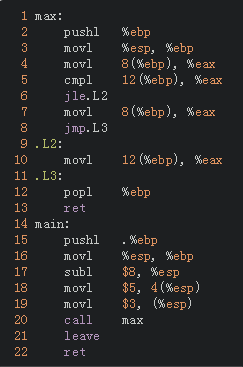 1 max:
2 pushl %ebp
3 movl %esp, %ebp
4 movl 8(%ebp), %eax
5 cmpl 12(%ebp), %eax
6 jle.L2
7 movl 8(%ebp), %eax
8 jmp.L3
9 .L2:
10 movl 12(%ebp), %eax
11 .L3:
12 popl %ebp
13 ret
14 main:
15 pushl .%ebp
16 movl %esp, %ebp
17 subl $8, %esp
18 movl $5, 4(%esp)
19 movl $3, (%esp)
20 call max
21 leave
22 ret